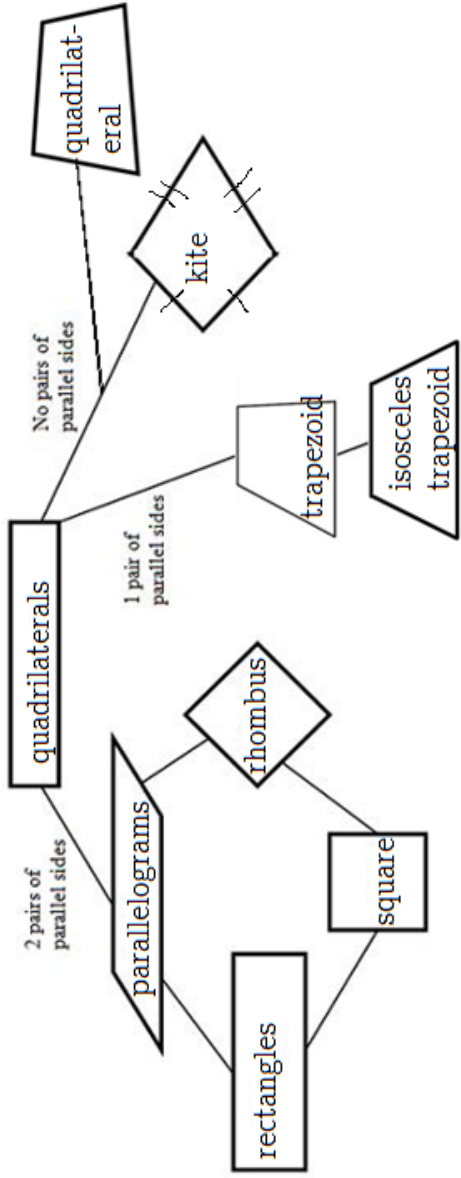 quadrilaterals
2 pairs of
parallel sides
1 pair of
parallel sides
No pairs of
parallel sides
quadrilat-
eral
parallelograms
kite
rectangles
rhombus
trapezoid
square
isosceles
trapezoid